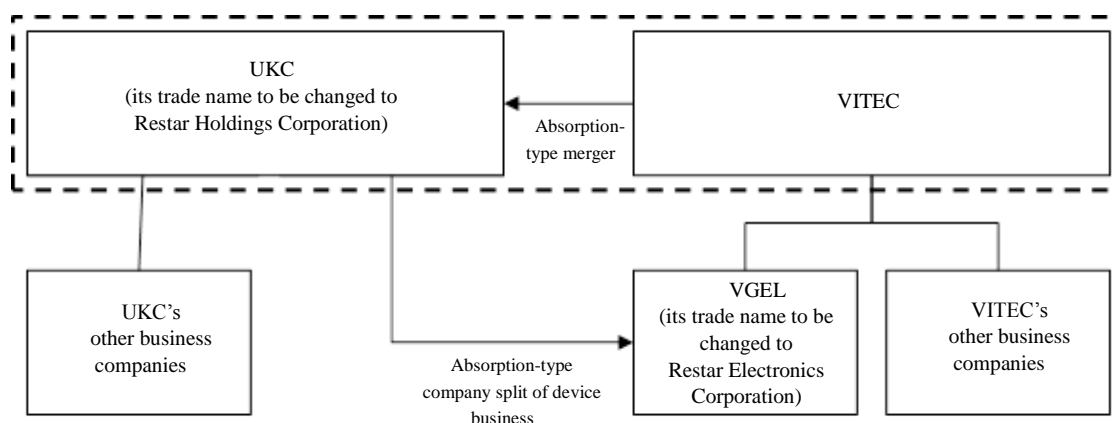 UKC
(its trade name to be changed to
Restar Holdings Corporation)
Absorption-
type merger
VITEC
UKC’s
other business
companies
Absorption-type
company split of device
business
VGEL
(its trade name to be
changed to
Restar Electronics
Corporation)
VITEC’s
other business
companies